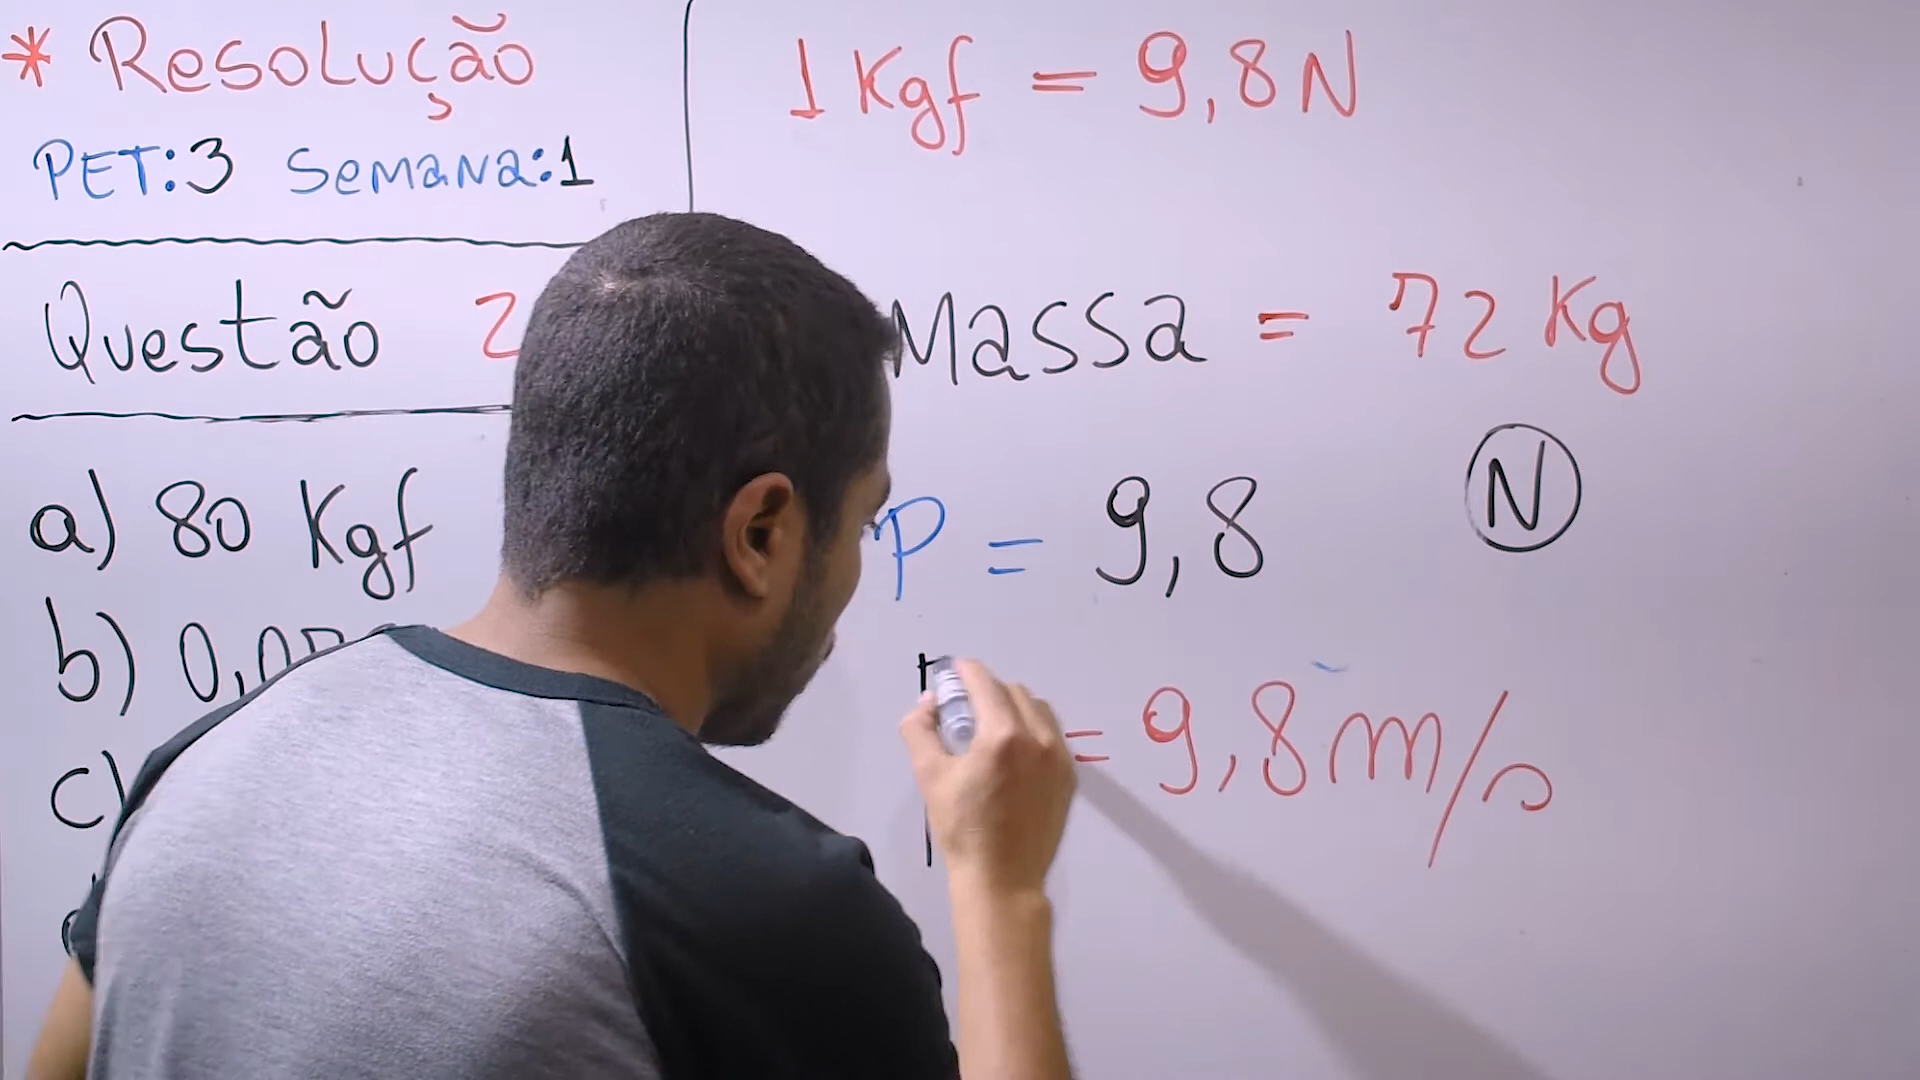 * Resolução
PET:3 Semana:1
Questão 2
a) 80 Kgf
b) 0,0
c)
1 Kgf = 9,8 N
Massa = 72 Kg
P = 9,8 N
= 9,8 m/s